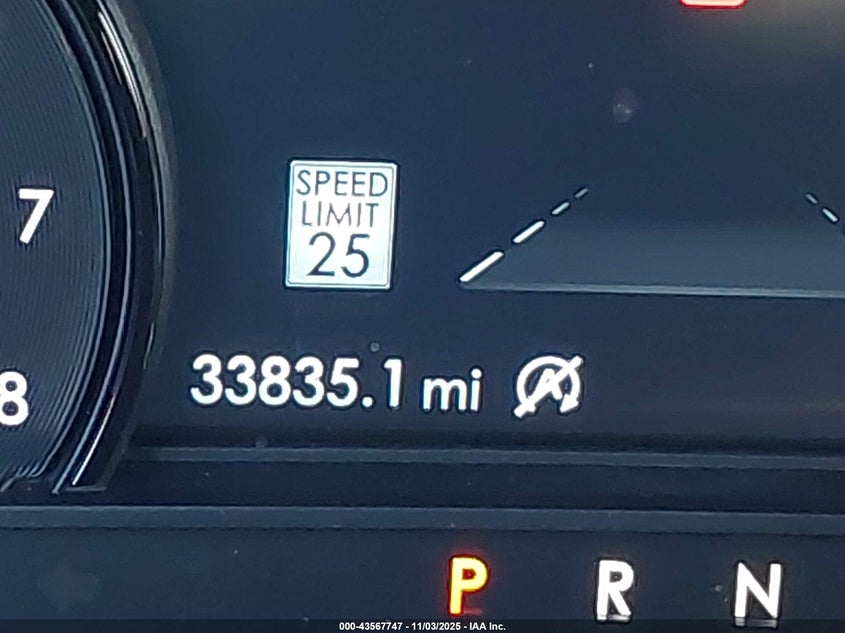 7
SPEED
LIMIT
25
8
33835.1 mi
P R N
000-43567747 - 11/03/2025 - IAA Inc.